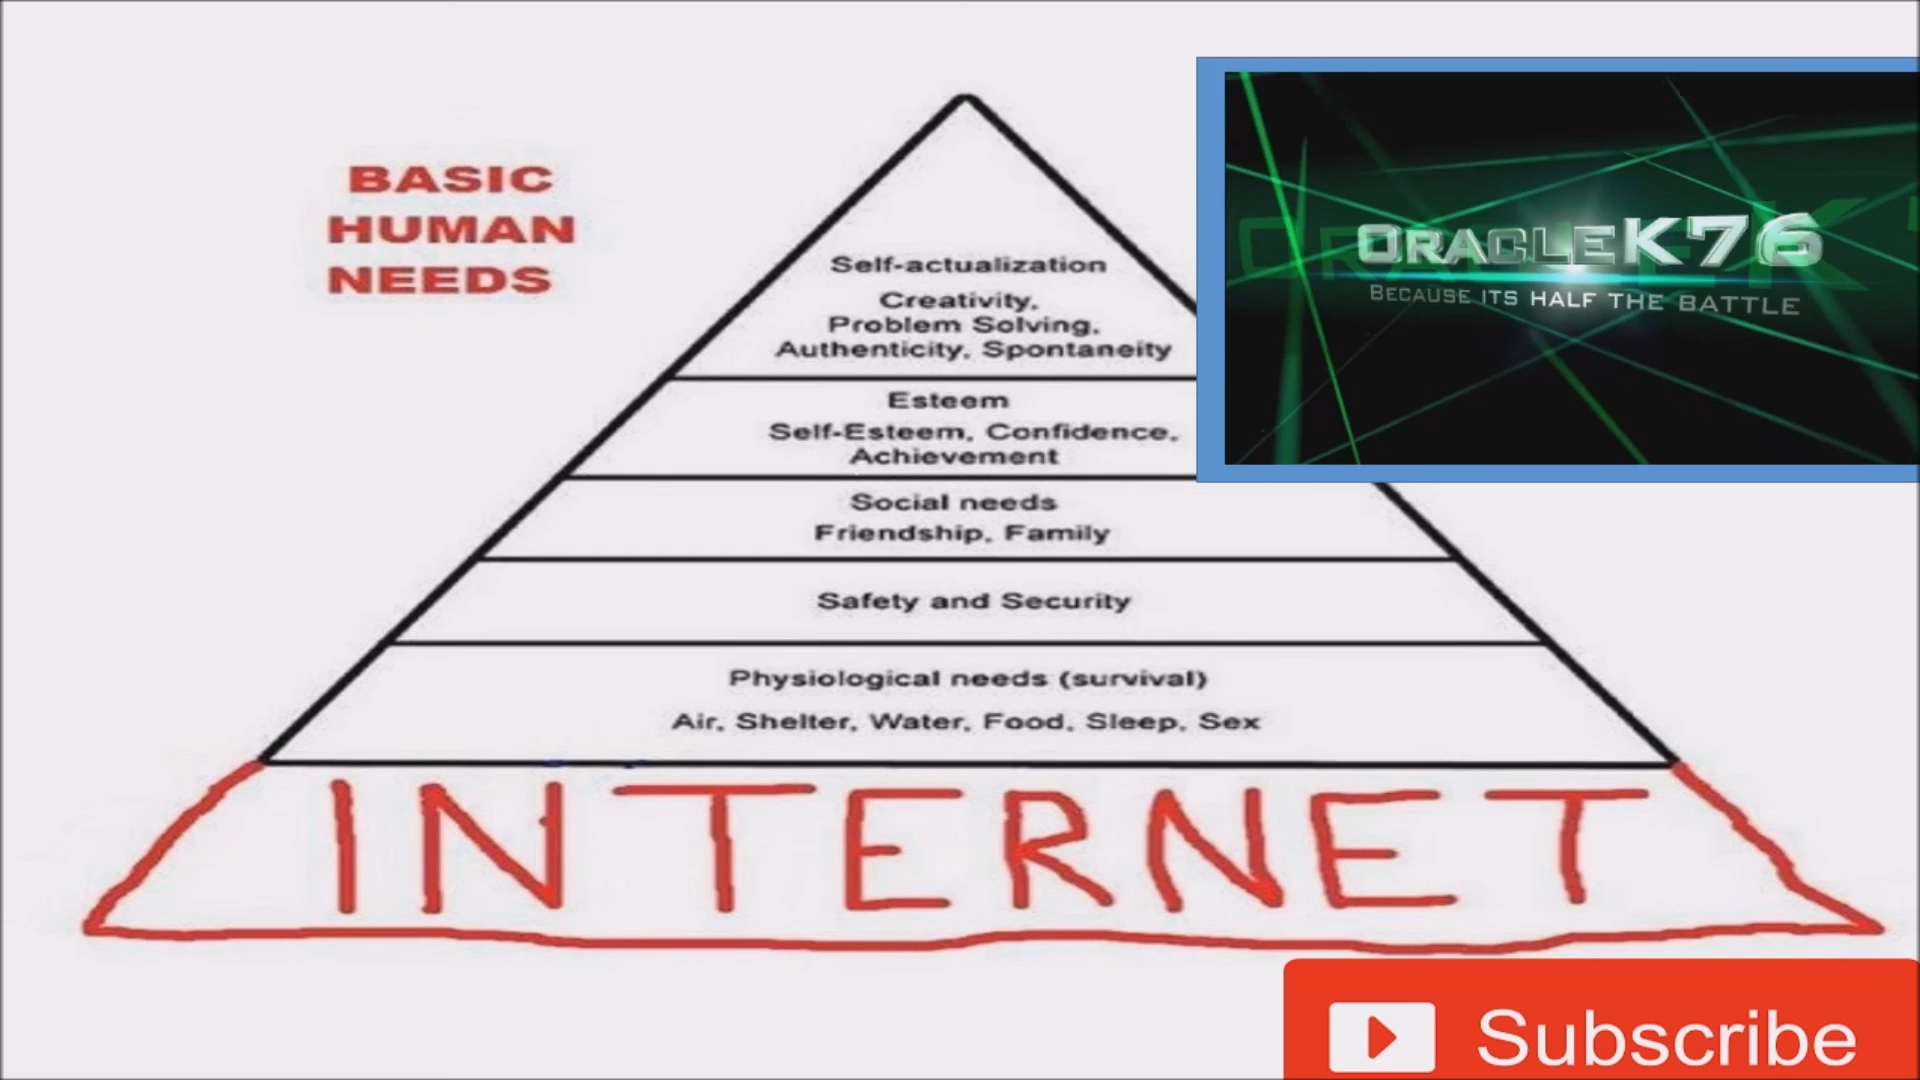 BASIC
HUMAN
NEEDS
Self-actualization
Creativity,
Problem Solving,
Authenticity, Spontaneity
Esteem
Self-Esteem, Confidence,
Achievement
Social needs
Friendship, Family
Safety and Security
Physiological needs (survival)
Air, Shelter, Water, Food, Sleep, Sex
INTERNET
ORACLEK76
BECAUSE ITS HALF THE BATTLE
Subscribe